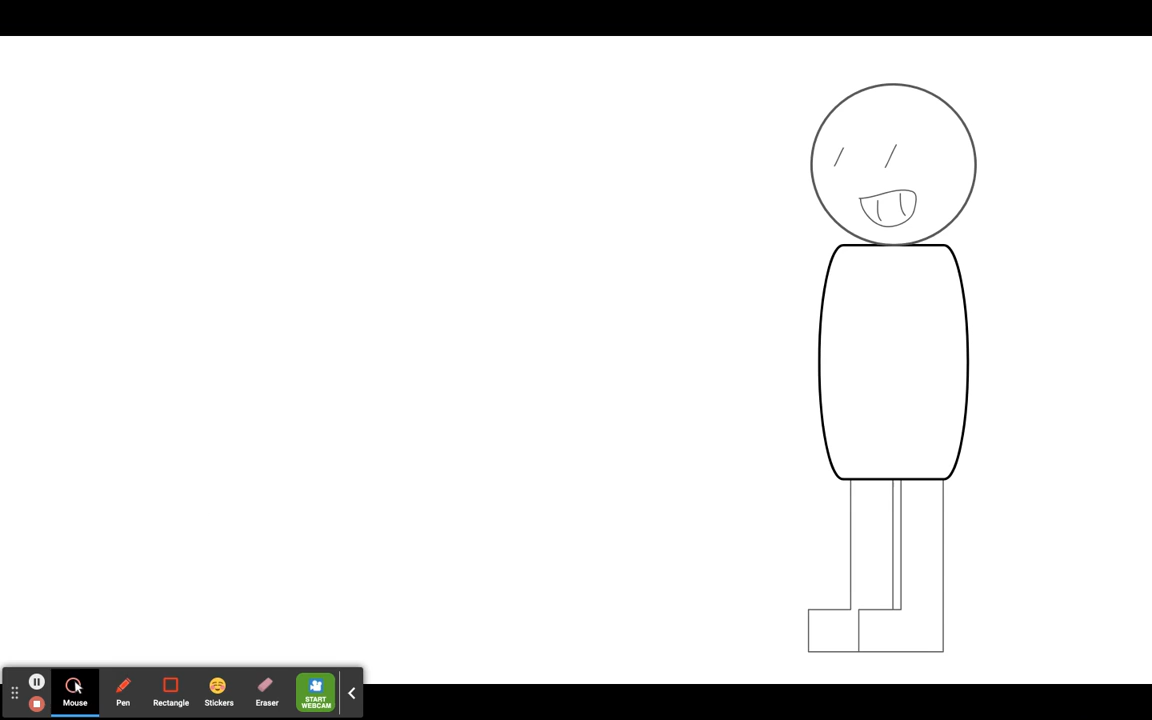 Mouse
Pen
Rectangle
Stickers
Eraser
START
WEBCAM